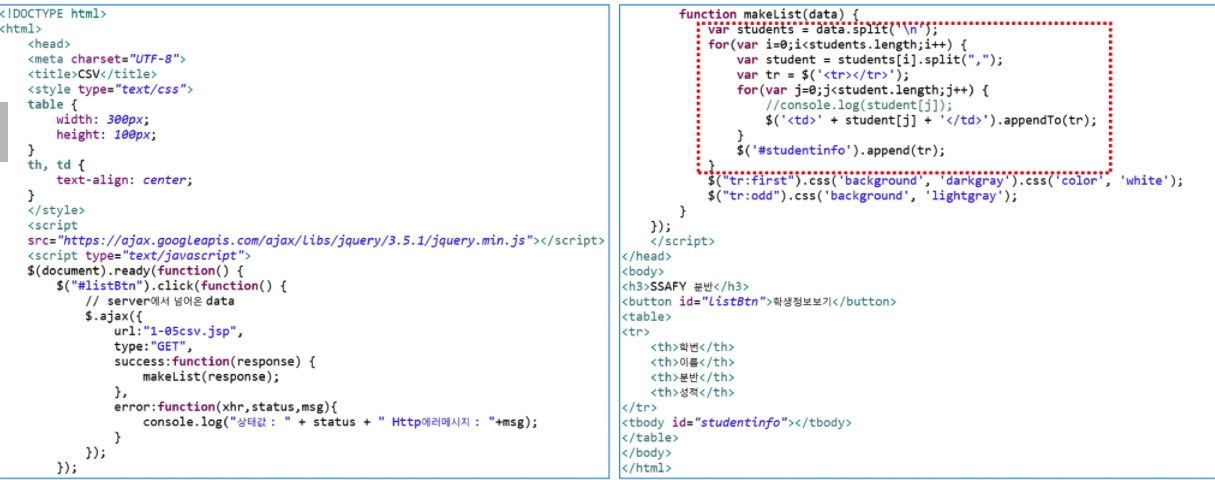 <!DOCTYPE html>
<html>
    <head>
    <meta charset="UTF-8">
    <title>CSV</title>
    <style type="text/css">
    table {
        width: 300px;
        height: 100px;
    }
    th, td {
        text-align: center;
    }
    </style>
    <script
    src="https://ajax.googleapis.com/ajax/libs/jquery/3.5.1/jquery.min.js"></script>
    <script type="text/javascript">
    $(document).ready(function() {
        $("#listBtn").click(function() {
            // server에서 넘어온 data
            $.ajax({
                url:"1-05csv.jsp",
                type:"GET",
                success:function(response) {
                    makeList(response);
                },
                error:function(xhr,status,msg){
                    console.log("상태값 : " + status + " Http에러메시지 : "+msg);
                }
            });
        });
        function makeList(data) {
            var students = data.split('\n');
            for(var i=0;i<students.length;i++) {
                var student = students[i].split(",");
                var tr = $('<tr></tr>');
                for(var j=0;j<student.length;j++) {
                    //console.log(student[j]);
                    $('<td>' + student[j] + '</td>').appendTo(tr);
                }
                $('#studentinfo').append(tr);
            }
            $("tr:first").css('background', 'darkgray').css('color', 'white');
            $("tr:odd").css('background', 'lightgray');
        }
    });
    </script>
</head>
<body>
<h3>SSAFY 분반</h3>
<button id="listBtn">학생정보보기</button>
<table>
<tr>
    <th>학번</th>
    <th>이름</th>
    <th>분반</th>
    <th>성적</th>
</tr>
<tbody id="studentinfo"></tbody>
</table>
</body>
</html>